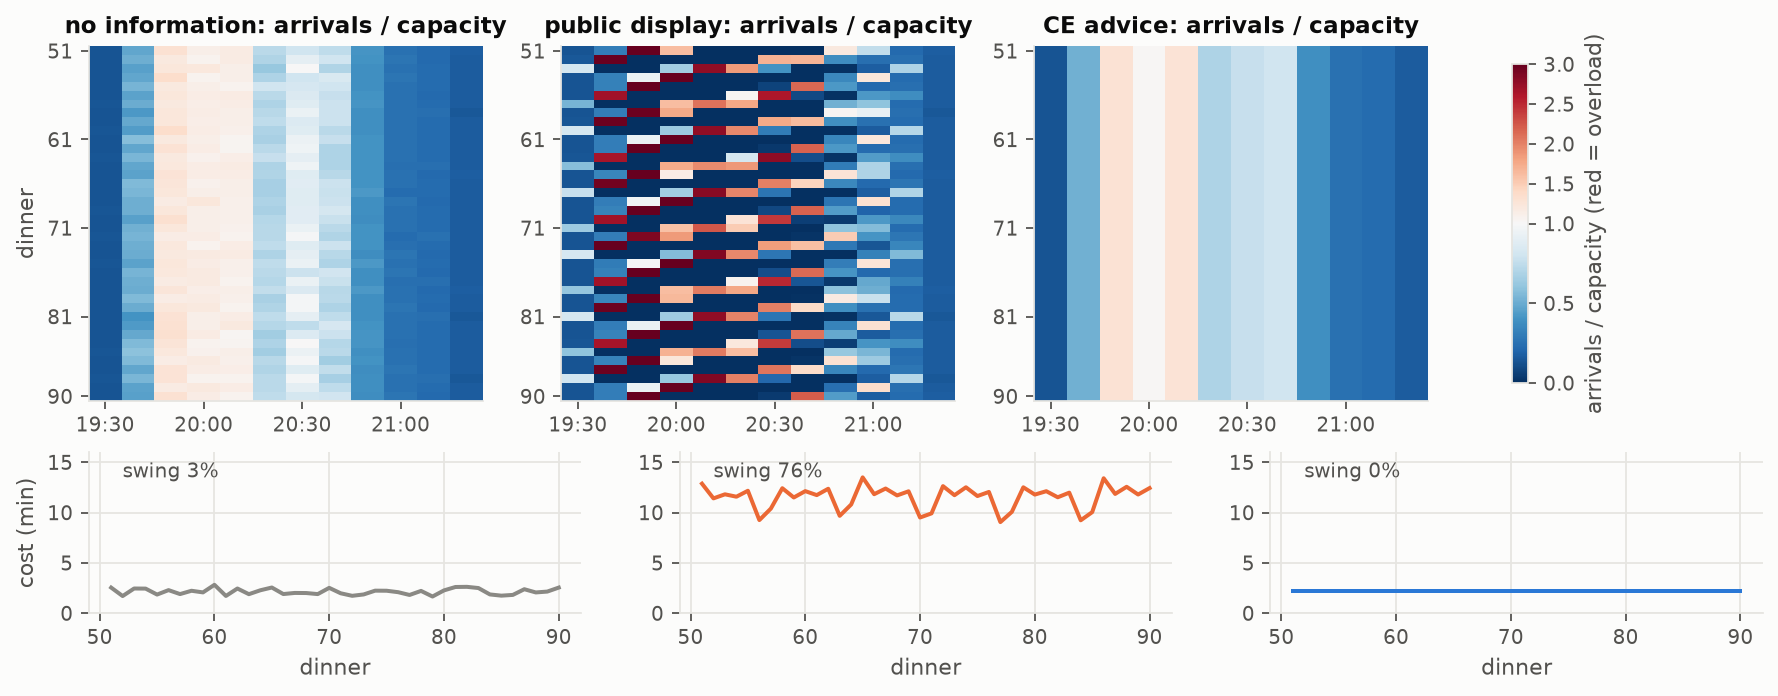 no information: arrivals / capacity
public display: arrivals / capacity
CE advice: arrivals / capacity
dinner
51
61
71
81
90
19:30 20:00 20:30 21:00
51
61
71
81
90
19:30 20:00 20:30 21:00
51
61
71
81
90
19:30 20:00 20:30 21:00
3.0
2.5
2.0
1.5
1.0
0.5
0.0
arrivals / capacity (red = overload)
cost (min)
15
10
5
0
swing 3%
50 60 70 80 90
dinner
15
10
5
0
swing 76%
50 60 70 80 90
dinner
15
10
5
0
swing 0%
50 60 70 80 90
dinner